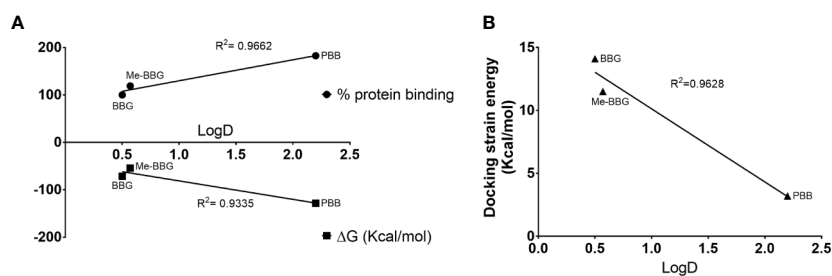 A
200
100
0
-100
-200
R²= 0.9662
PBB
Me-BBG
BBG
% protein binding
LogD
0.5
1.0
1.5
2.0
2.5
Me-BBG
BBG
R²= 0.9335
PBB
ΔG (Kcal/mol)
B
Docking strain energy
(Kcal/mol)
15
10
5
0
BBG
Me-BBG
R²=0.9628
PBB
0.0
0.5
1.0
1.5
2.0
2.5
LogD